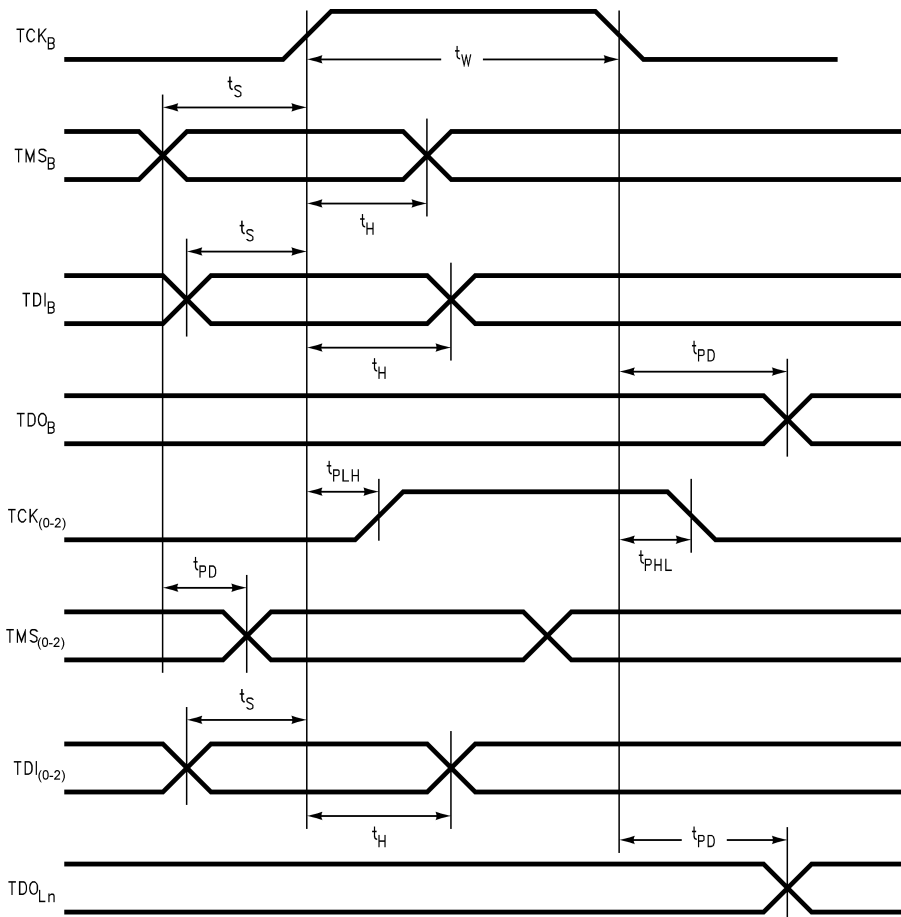 TCK_B
t_W
t_S
TMS_B
t_H
t_S
TDI_B
t_H
t_PD
TDO_B
t_PLH
TCK_(0-2)
t_PHL
t_PD
TMS_(0-2)
t_S
TDI_(0-2)
t_H
t_PD
TDO_Ln